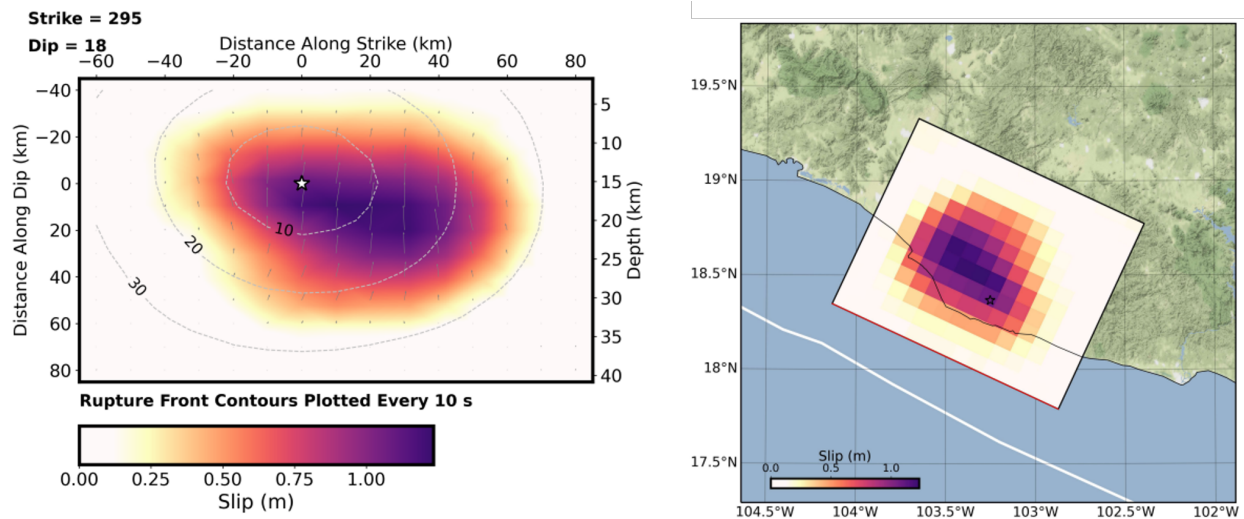 Strike = 295
Dip = 18
Distance Along Strike (km)
−60 −40 −20 0 20 40 60 80
Distance Along Dip (km)
−40
−20
0
20
40
60
80
10
20
30
5
10
15
20
25
30
35
40
Depth (km)
Rupture Front Contours Plotted Every 10 s
0.00 0.25 0.50 0.75 1.00
Slip (m)
19.5°N
19°N
18.5°N
18°N
17.5°N
Slip (m)
0.0 0.5 1.0
104.5°W 104°W 103.5°W 103°W 102.5°W 102°W